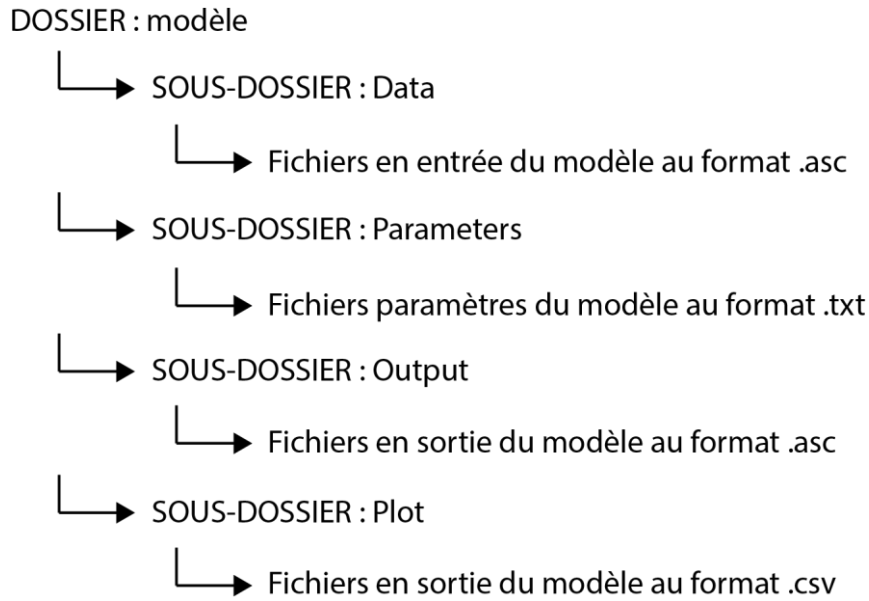 DOSSIER : modèle
SOUS-DOSSIER : Data
Fichiers en entrée du modèle au format .asc
SOUS-DOSSIER : Parameters
Fichiers paramètres du modèle au format .txt
SOUS-DOSSIER : Output
Fichiers en sortie du modèle au format .asc
SOUS-DOSSIER : Plot
Fichiers en sortie du modèle au format .csv